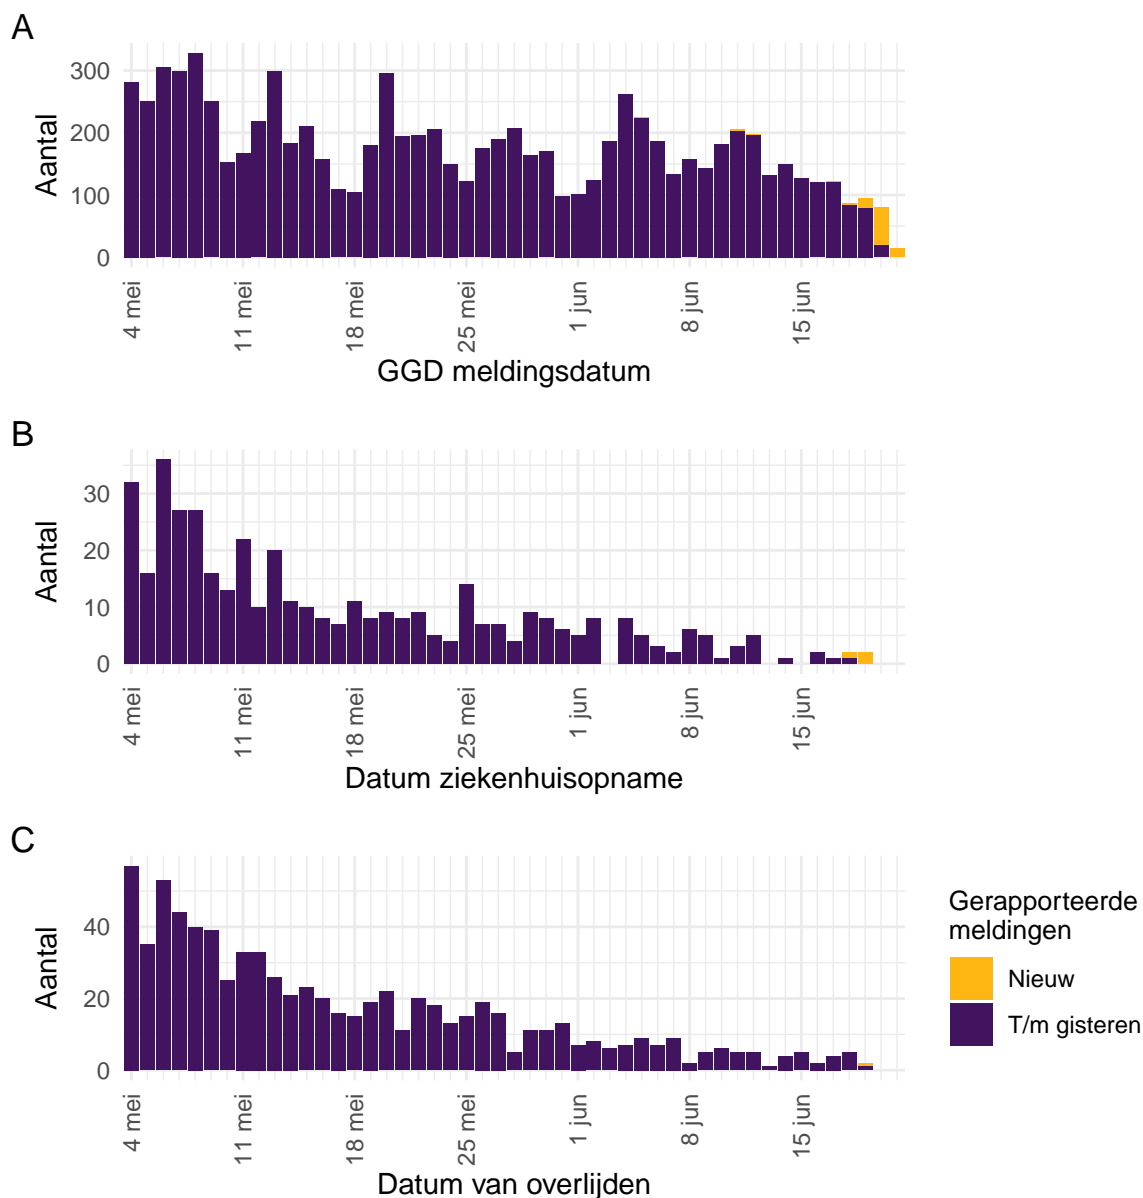 A
300
200
100
0
Aantal
4 mei
11 mei
18 mei
25 mei
1 jun
8 jun
15 jun
GGD meldingsdatum
B
30
20
10
0
Aantal
4 mei
11 mei
18 mei
25 mei
1 jun
8 jun
15 jun
Datum ziekenhuisopname
C
40
20
0
Aantal
4 mei
11 mei
18 mei
25 mei
1 jun
8 jun
15 jun
Datum van overlijden
Gerapporteerde
meldingen
Nieuw
T/m gisteren